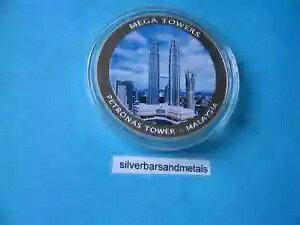 MEGA TOWERS
PETRONAS TOWER - MALAYSIA
silverbarsandmetals